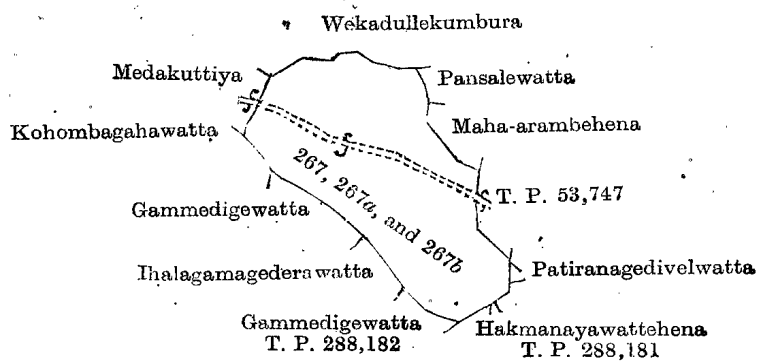 Wekadullekumbura
Medakuttiya
Pansalewatta
Kohombagahawatta
Maha-arambehena
267, 267a, and 267b
T. P. 53,747
Gammedigewatta
Ihalagamagederawatta
Patiranagedivelwatta
Gammedigewatta
T. P. 288,182
Hakmanayawattehena
T. P. 288,181